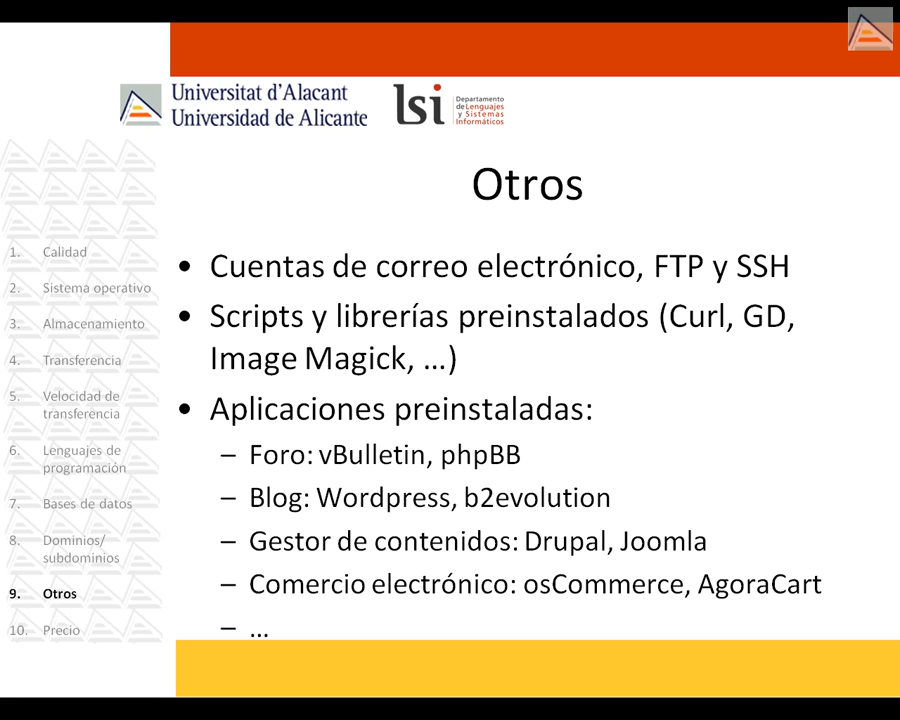 Universitat d'Alacant
Universidad de Alicante
lsi
Departamento
de Lenguajes
y Sistemas
Informáticos
Otros
1. Calidad
2. Sistema operativo
3. Almacenamiento
4. Transferencia
5. Velocidad de
transferencia
6. Lenguajes de
programación
7. Bases de datos
8. Dominios/
subdominios
9. Otros
10. Precio
• Cuentas de correo electrónico, FTP y SSH
• Scripts y librerías preinstalados (Curl, GD,
Image Magick, …)
• Aplicaciones preinstaladas:
– Foro: vBulletin, phpBB
– Blog: Wordpress, b2evolution
– Gestor de contenidos: Drupal, Joomla
– Comercio electrónico: osCommerce, AgoraCart
– …